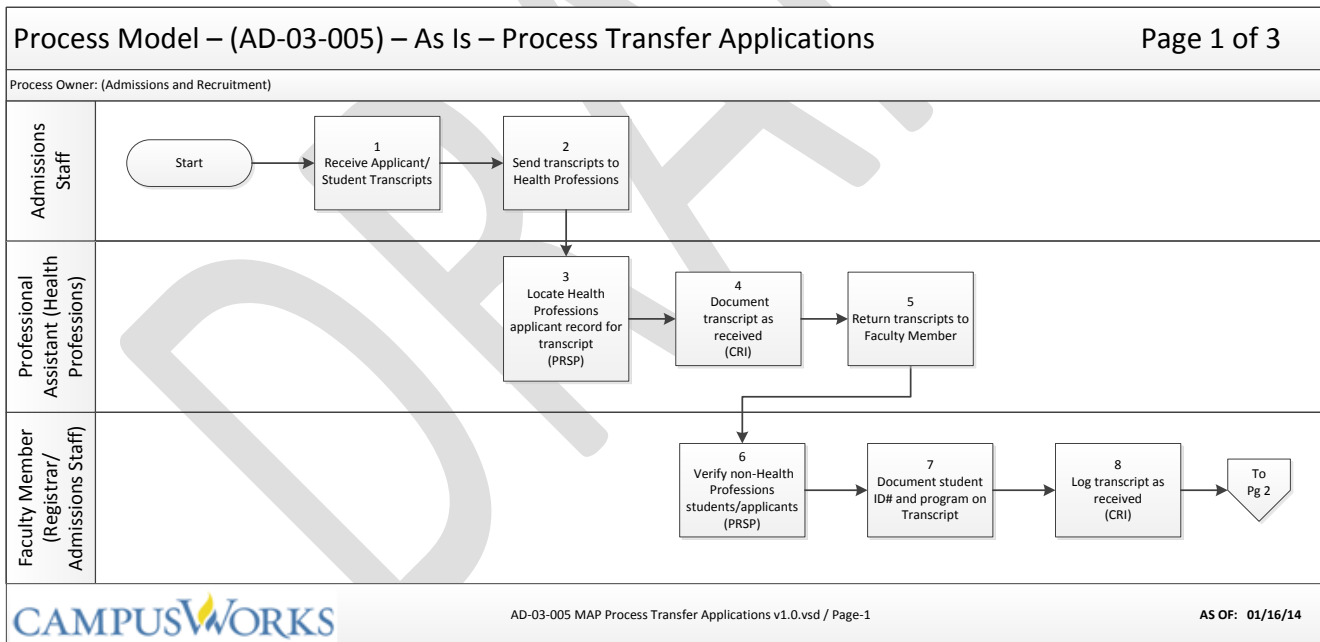 Process Model – (AD-03-005) – As Is – Process Transfer Applications
Page 1 of 3
Process Owner: (Admissions and Recruitment)
Admissions
Staff
Start
1
Receive Applicant/
Student Transcripts
2
Send transcripts to
Health Professions
Professional
Assistant (Health
Professions)
3
Locate Health
Professions
applicant record for
transcript
(PRSP)
4
Document
transcript as
received
(CRI)
5
Return transcripts to
Faculty Member
Faculty Member
(Registrar/
Admissions Staff)
6
Verify non-Health
Professions
students/applicants
(PRSP)
7
Document student
ID# and program on
Transcript
8
Log transcript as
received
(CRI)
To
Pg 2
DRAF
CAMPUSWORKS
AD-03-005 MAP Process Transfer Applications v1.0.vsd / Page-1
AS OF: 01/16/14